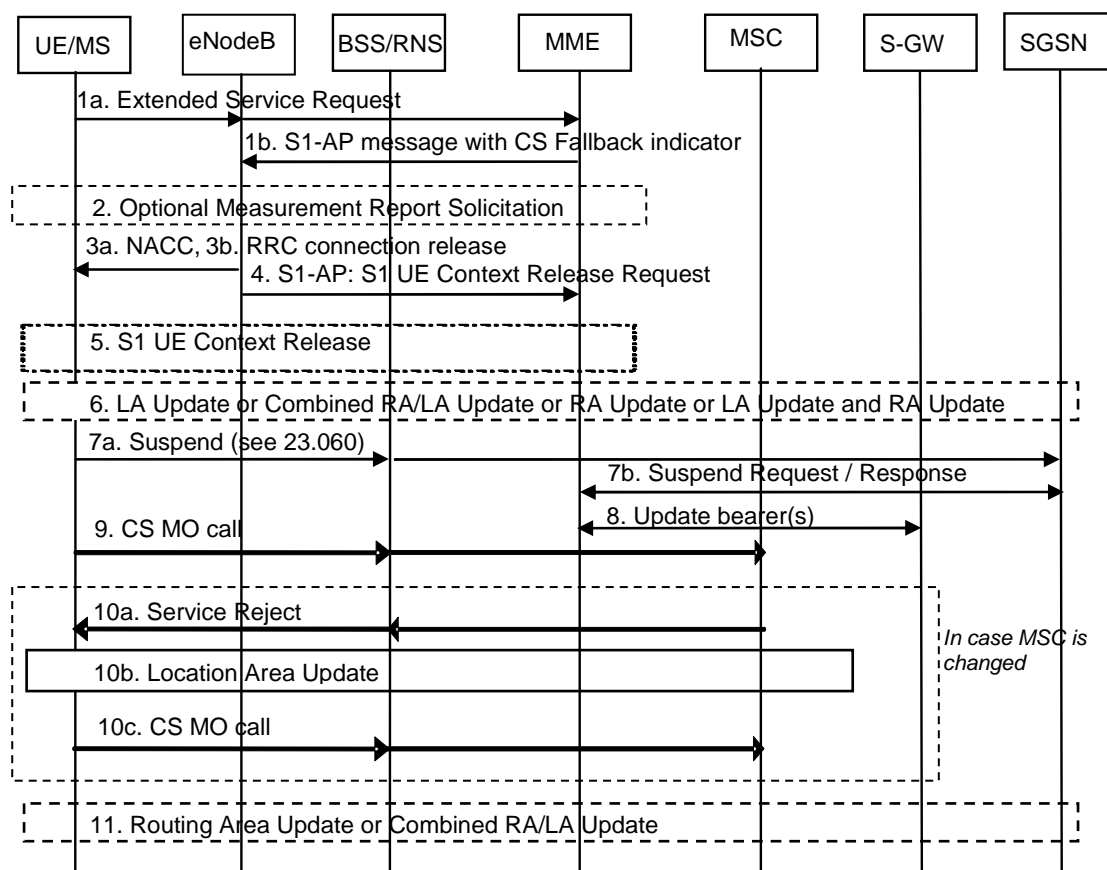 UE/MS
eNodeB
BSS/RNS
MME
MSC
S-GW
SGSN
1a. Extended Service Request
1b. S1-AP message with CS Fallback indicator
2. Optional Measurement Report Solicitation
3a. NACC, 3b. RRC connection release
4. S1-AP: S1 UE Context Release Request
5. S1 UE Context Release
6. LA Update or Combined RA/LA Update or RA Update or LA Update and RA Update
7a. Suspend (see 23.060)
7b. Suspend Request / Response
8. Update bearer(s)
9. CS MO call
10a. Service Reject
In case MSC is
changed
10b. Location Area Update
10c. CS MO call
11. Routing Area Update or Combined RA/LA Update